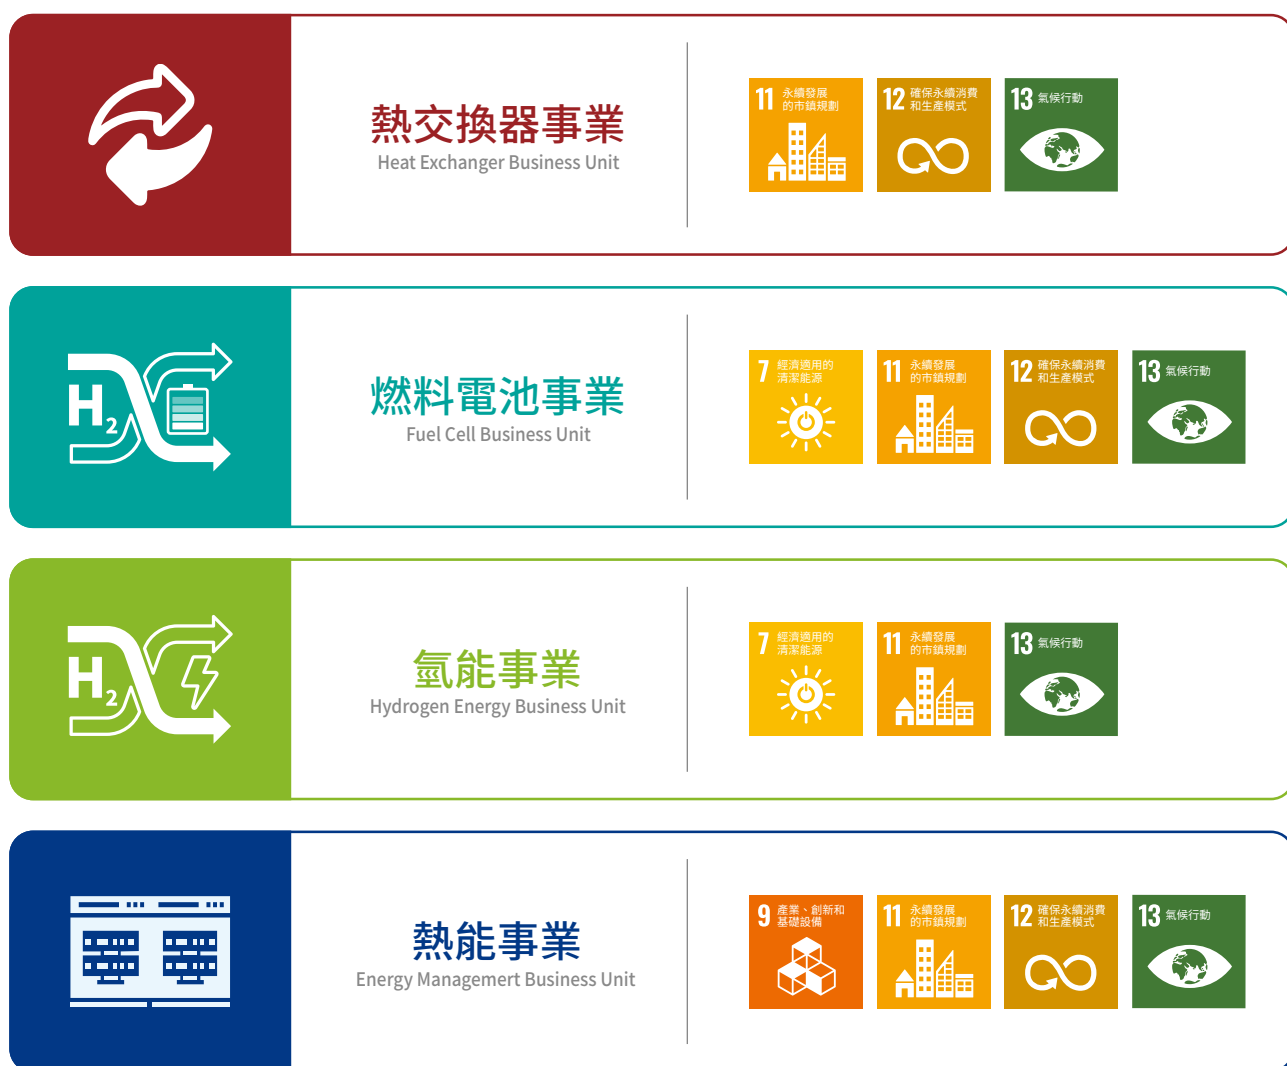 熱交換器事業
Heat Exchanger Business Unit
11 永續發展
的市鎮規劃
12 確保永續消費
和生產模式
13 氣候行動
H2
燃料電池事業
Fuel Cell Business Unit
7 經濟適用的
清潔能源
11 永續發展
的市鎮規劃
12 確保永續消費
和生產模式
13 氣候行動
H2
氫能事業
Hydrogen Energy Business Unit
7 經濟適用的
清潔能源
11 永續發展
的市鎮規劃
13 氣候行動
熱能事業
Energy Managemert Business Unit
9 產業、創新和
基礎設備
11 永續發展
的市鎮規劃
12 確保永續消費
和生產模式
13 氣候行動